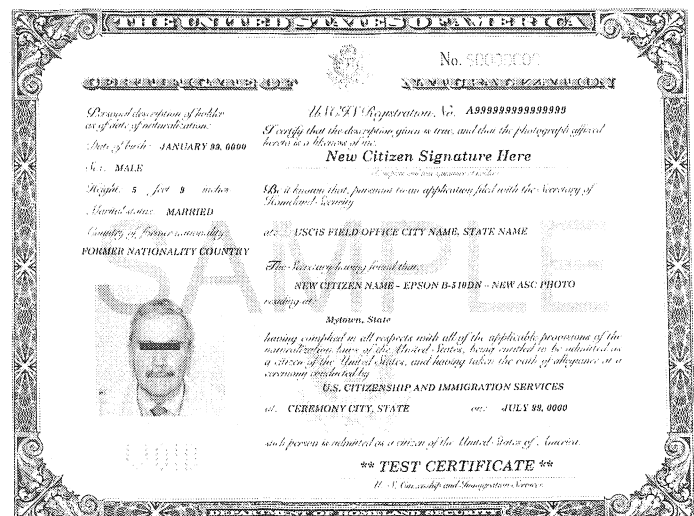 THE UNITED STATES OF AMERICA
No.
CERTIFICATE OF NATURALIZATION
Personal description of holder
as of date of naturalization:
Date of birth: JANUARY 99, 0000
Sex: MALE
Height: 5 feet 9 inches
Marital status: MARRIED
Country of former nationality:
FORMER NATIONALITY COUNTRY
USCIS Registration No. A999999999999999
I certify that the description given is true, and that the photograph affixed
hereto is a likeness of me.
New Citizen Signature Here
Be it known that, pursuant to an application filed with the Secretary of
Homeland Security
at: USCIS FIELD OFFICE CITY NAME, STATE NAME
The Secretary having found that:
NEW CITIZEN NAME - EPSON B-510DN - NEW ASC PHOTO
residing at:
Mytown, State
having complied in all respects with all of the applicable provisions of the
naturalization laws of the United States, being entitled to be admitted as
a citizen of the United States, and having taken the oath of allegiance at a
ceremony conducted by
U.S. CITIZENSHIP AND IMMIGRATION SERVICES
at: CEREMONY CITY, STATE on: JULY 99, 0000
such person is admitted as a citizen of the United States of America.
** TEST CERTIFICATE **
U.S. Citizenship and Immigration Services
DEPARTMENT OF HOMELAND SECURITY
SAMPLE